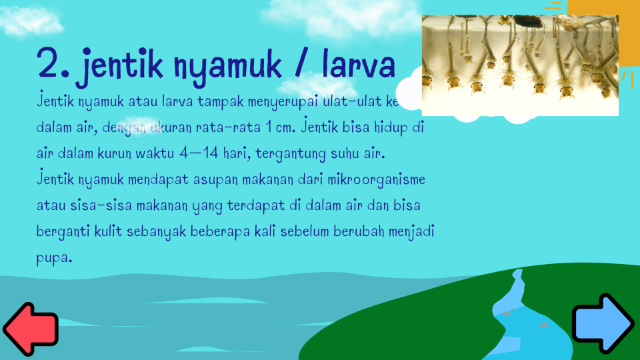 2. jentik nyamuk / larva
Jentik nyamuk atau larva tampak menyerupai ulat-ulat
dalam air, dengan ukuran rata-rata 1 cm. Jentik bisa hidup di
air dalam kurun waktu 4–14 hari, tergantung suhu air.
Jentik nyamuk mendapat asupan makanan dari mikroorganisme
atau sisa-sisa makanan yang terdapat di dalam air dan bisa
berganti kulit sebanyak beberapa kali sebelum berubah menjadi
pupa.